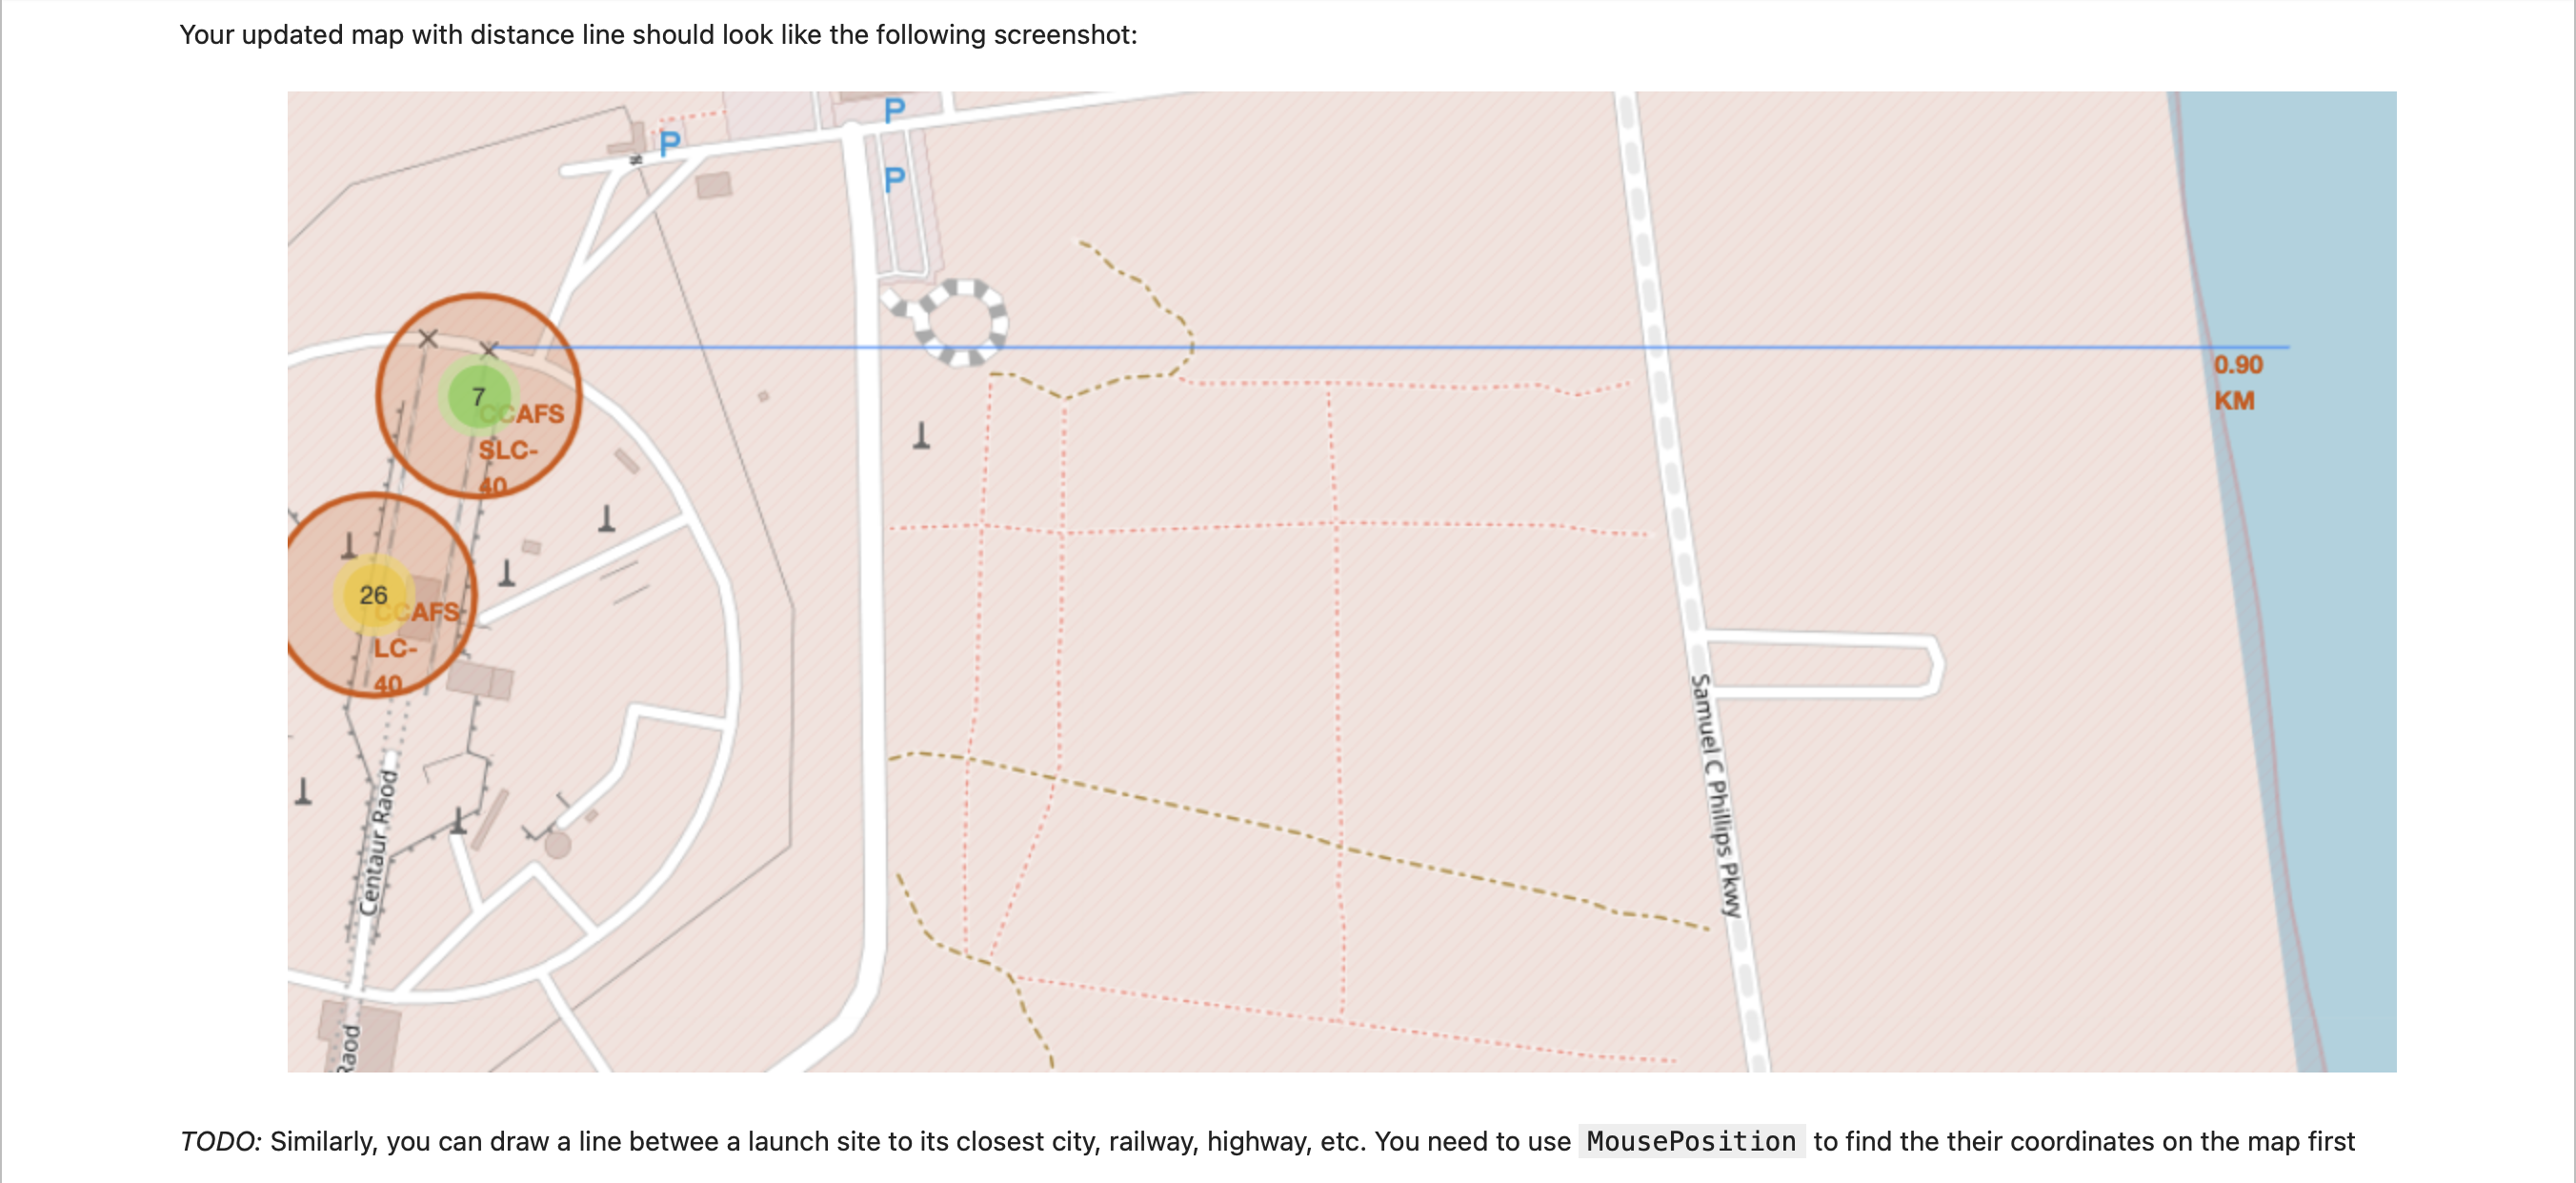 Your updated map with distance line should look like the following screenshot:
P
P
P
7
CCAFS
SLC-
40
0.90
KM
26
CCAFS
LC-
40
Samuel C Phillips Pkwy
Centaur Raod
Raod
TODO: Similarly, you can draw a line betwee a launch site to its closest city, railway, highway, etc. You need to use MousePosition to find the their coordinates on the map first